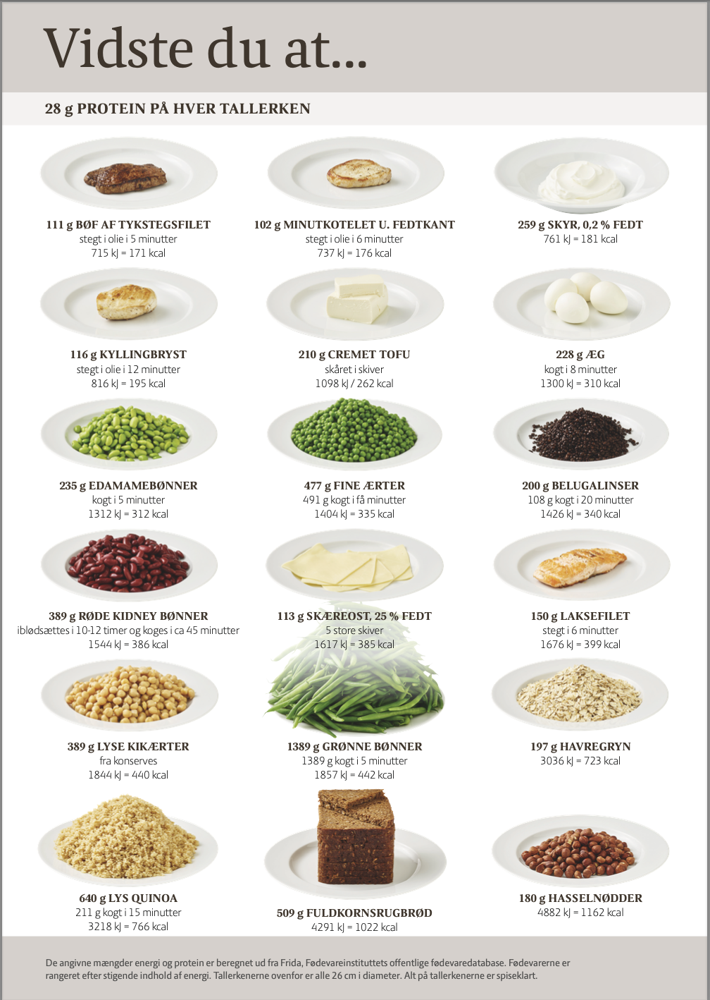 Vidste du at...
28 g PROTEIN PÅ HVER TALLERKEN
111 g BØF AF TYKSTEGSFILET
stegt i olie i 5 minutter
715 kJ = 171 kcal
102 g MINUTKOTELET U. FEDTKANT
stegt i olie i 6 minutter
737 kJ = 176 kcal
259 g SKYR, 0,2 % FEDT
761 kJ = 181 kcal
116 g KYLLINGBRYST
stegt i olie i 12 minutter
816 kJ = 195 kcal
210 g CREMET TOFU
skåret i skiver
1098 kJ / 262 kcal
228 g ÆG
kogt i 8 minutter
1300 kJ = 310 kcal
235 g EDAMAMEBØNNER
kogt i 5 minutter
1312 kJ = 312 kcal
477 g FINE ÆRTER
491 g kogt i få minutter
1404 kJ = 335 kcal
200 g BELUGALINSER
108 g kogt i 20 minutter
1426 kJ = 340 kcal
389 g RØDE KIDNEY BØNNER
iblødsættes i 10-12 timer og koges i ca 45 minutter
1544 kJ = 386 kcal
113 g SKÆREOST, 25 % FEDT
5 store skiver
1617 kJ = 385 kcal
150 g LAKSEFILET
stegt i 6 minutter
1676 kJ = 399 kcal
389 g LYSE KIKÆRTER
fra konserves
1844 kJ = 440 kcal
1389 g GRØNNE BØNNER
1389 g kogt i 5 minutter
1857 kJ = 442 kcal
197 g HAVREGRYN
3036 kJ = 723 kcal
640 g LYS QUINOA
211 g kogt i 15 minutter
3218 kJ = 766 kcal
509 g FULDKORNSRUGBRØD
4291 kJ = 1022 kcal
180 g HASSELNØDDER
4882 kJ = 1162 kcal
De angivne mængder energi og protein er beregnet ud fra Frida, Fødevareinstituttets offentlige fødevaredatabase. Fødevarerne er
rangeret efter stigende indhold af energi. Tallerkenerne ovenfor er alle 26 cm i diameter. Alt på tallerkenerne er spiseklart.